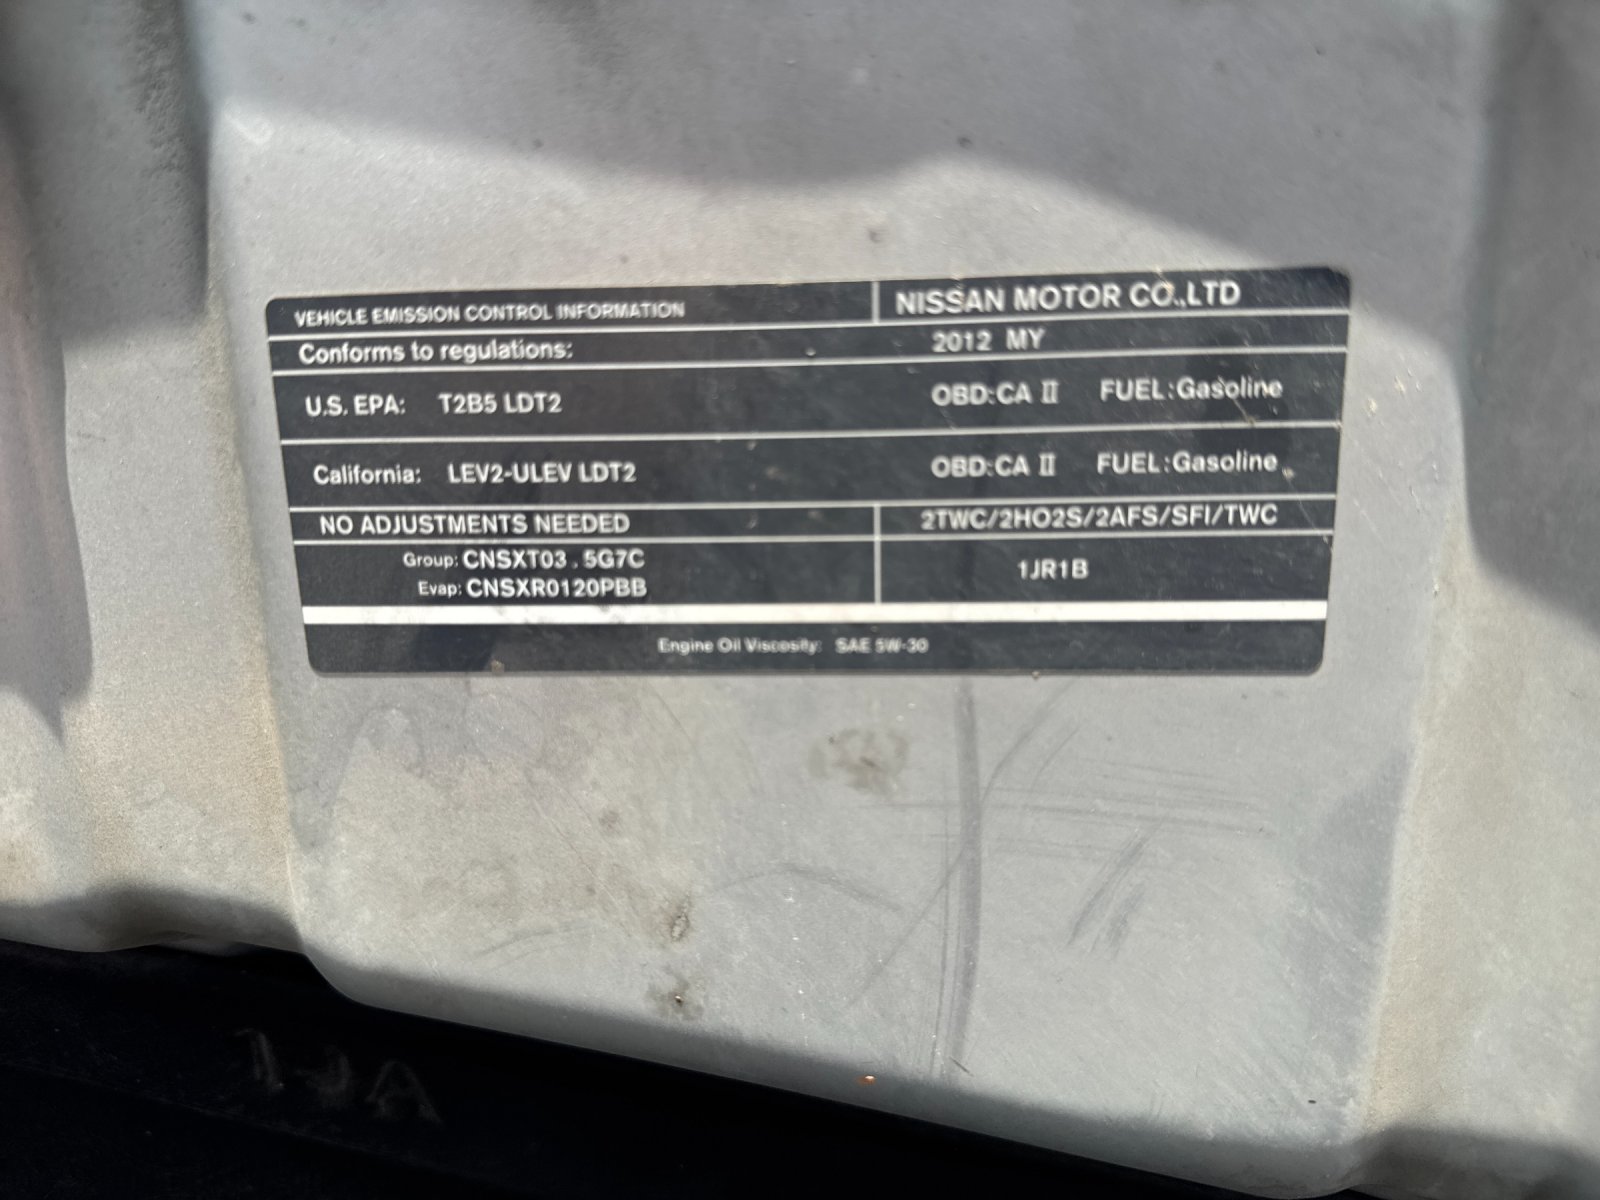 VEHICLE EMISSION CONTROL INFORMATION NISSAN MOTOR CO.,LTD
Conforms to regulations: 2012 MY
U.S. EPA: T2B5 LDT2 OBD:CA II FUEL:Gasoline
California: LEV2-ULEV LDT2 OBD:CA II FUEL:Gasoline
NO ADJUSTMENTS NEEDED 2TWC/2HO2S/2AFS/SFI/TWC
Group: CNSXT03.5G7C
Evap: CNSXR0120PBB
1JR1B
Engine Oil Viscosity: SAE 5W-30